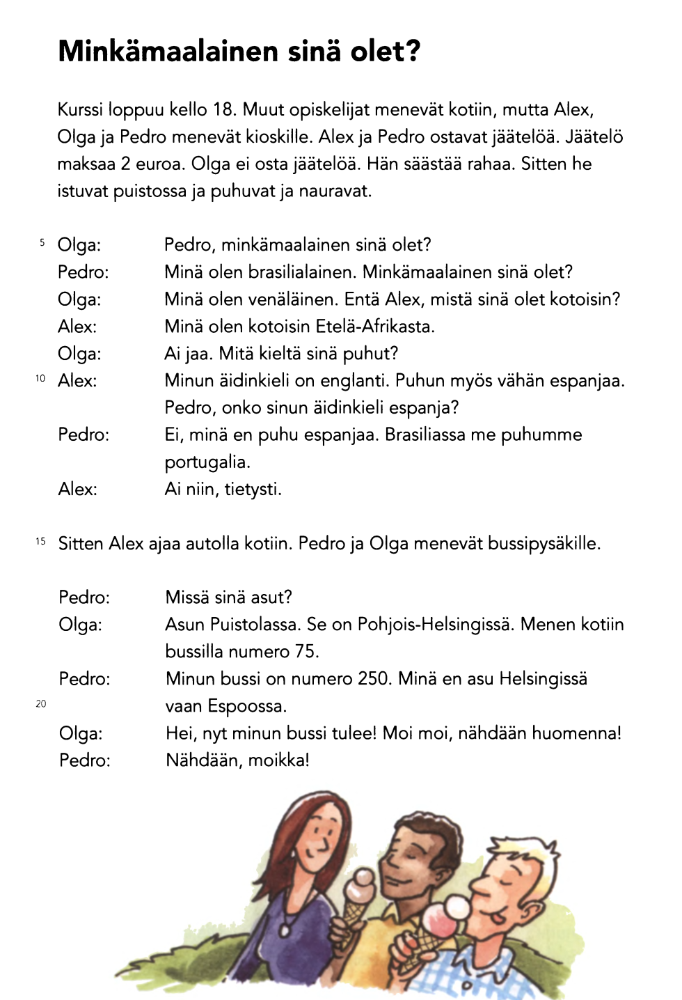 Minkämaalainen sinä olet?
Kurssi loppuu kello 18. Muut opiskelijat menevät kotiin, mutta Alex,
Olga ja Pedro menevät kioskille. Alex ja Pedro ostavat jäätelöä. Jäätelö
maksaa 2 euroa. Olga ei osta jäätelöä. Hän säästää rahaa. Sitten he
istuvat puistossa ja puhuvat ja nauravat.
5 Olga: Pedro, minkämaalainen sinä olet?
Pedro: Minä olen brasilialainen. Minkämaalainen sinä olet?
Olga: Minä olen venäläinen. Entä Alex, mistä sinä olet kotoisin?
Alex: Minä olen kotoisin Etelä-Afrikasta.
Olga: Ai jaa. Mitä kieltä sinä puhut?
10 Alex: Minun äidinkieli on englanti. Puhun myös vähän espanjaa.
Pedro, onko sinun äidinkieli espanja?
Pedro: Ei, minä en puhu espanjaa. Brasiliassa me puhumme
portugalia.
Alex: Ai niin, tietysti.
15 Sitten Alex ajaa autolla kotiin. Pedro ja Olga menevät bussipysäkille.
Pedro: Missä sinä asut?
Olga: Asun Puistolassa. Se on Pohjois-Helsingissä. Menen kotiin
bussilla numero 75.
Pedro: Minun bussi on numero 250. Minä en asu Helsingissä
20 vaan Espoossa.
Olga: Hei, nyt minun bussi tulee! Moi moi, nähdään huomenna!
Pedro: Nähdään, moikka!